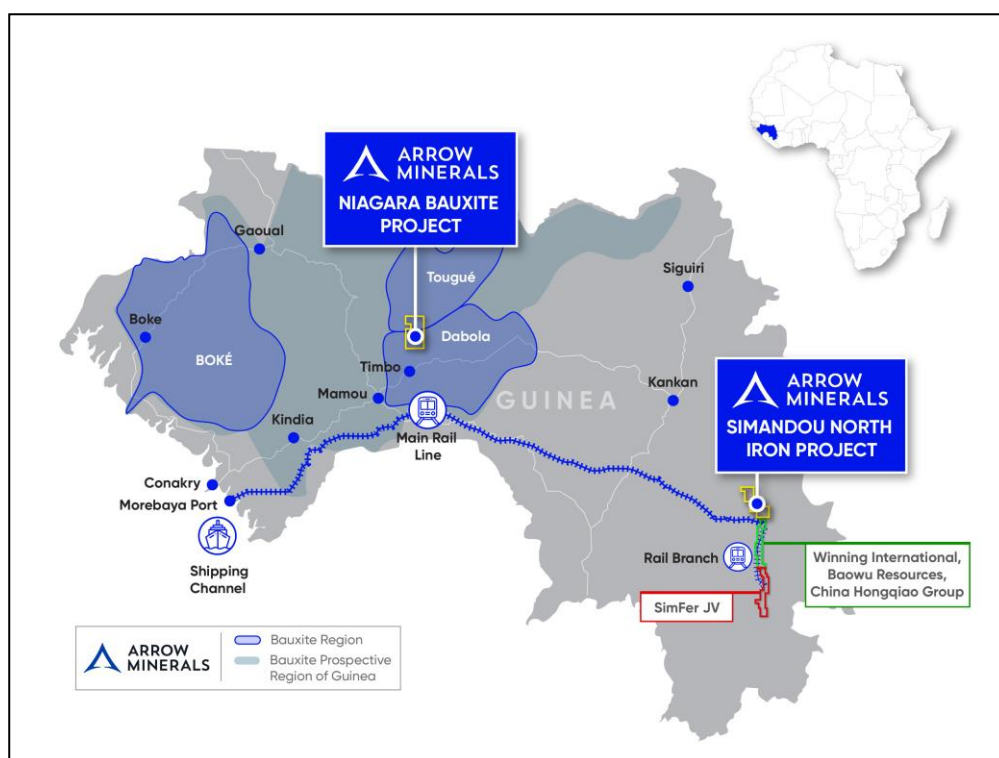 ARROW
MINERALS
NIAGARA BAUXITE
PROJECT
Gaoual
Tougué
Siguiri
Boke
BOKÉ
Dabola
Timbo
Mamou
Kankan
GUINEA
ARROW
MINERALS
SIMANDOU NORTH
IRON PROJECT
Kindia
Main Rail
Line
Conakry
Morebaya Port
Shipping
Channel
Rail Branch
Winning International,
Baowu Resources,
China Hongqiao Group
SimFer JV
ARROW
MINERALS
Bauxite Region
Bauxite Prospective
Region of Guinea